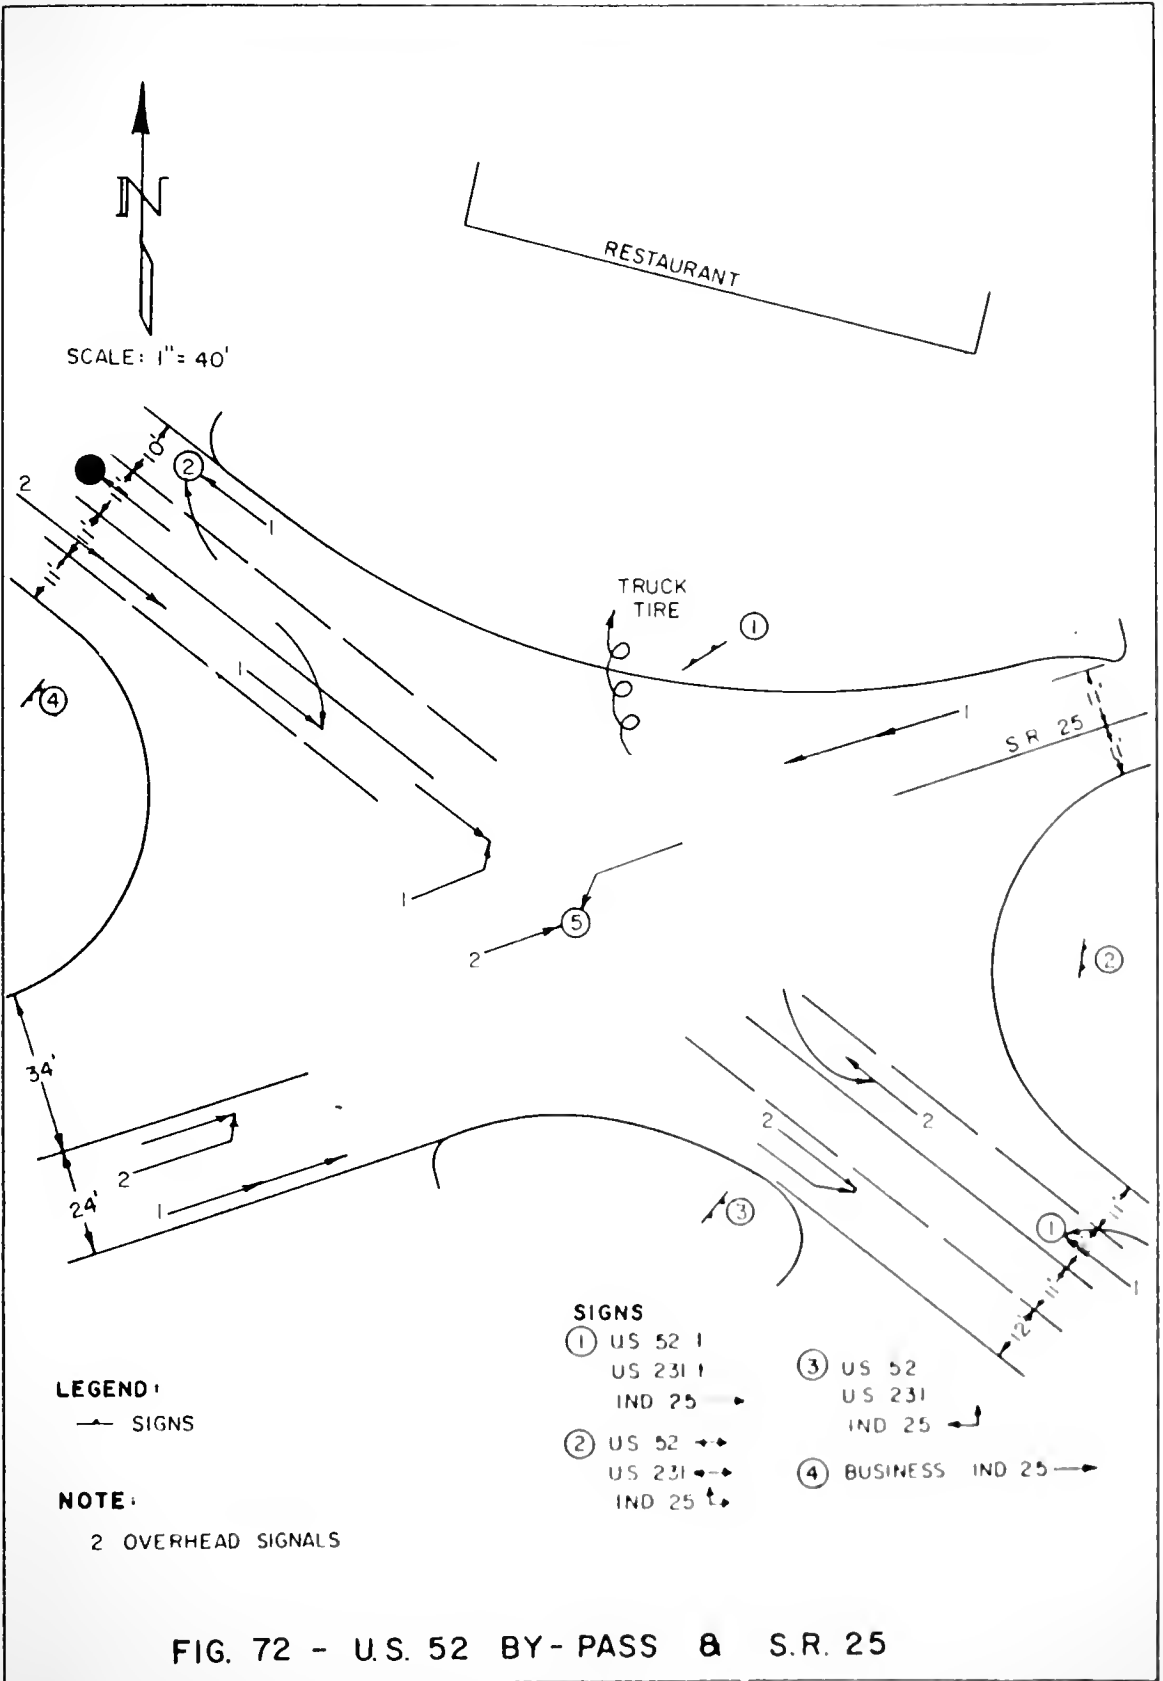 N
SCALE: 1"= 40'
RESTAURANT
10'
2
2
11'
11'
11'
1
TRUCK
TIRE
1
4
1
1
S R 25
11'
11'
1
5
2
2
34'
24'
2
1
2
2
3
1
11'
11'
12'
1
SIGNS
1 US 52
US 231
IND 25
2 US 52
US 231
IND 25
3 US 52
US 231
IND 25
4 BUSINESS IND 25
LEGEND:
SIGNS
NOTE:
2 OVERHEAD SIGNALS
FIG. 72 - U.S. 52 BY-PASS & S.R. 25